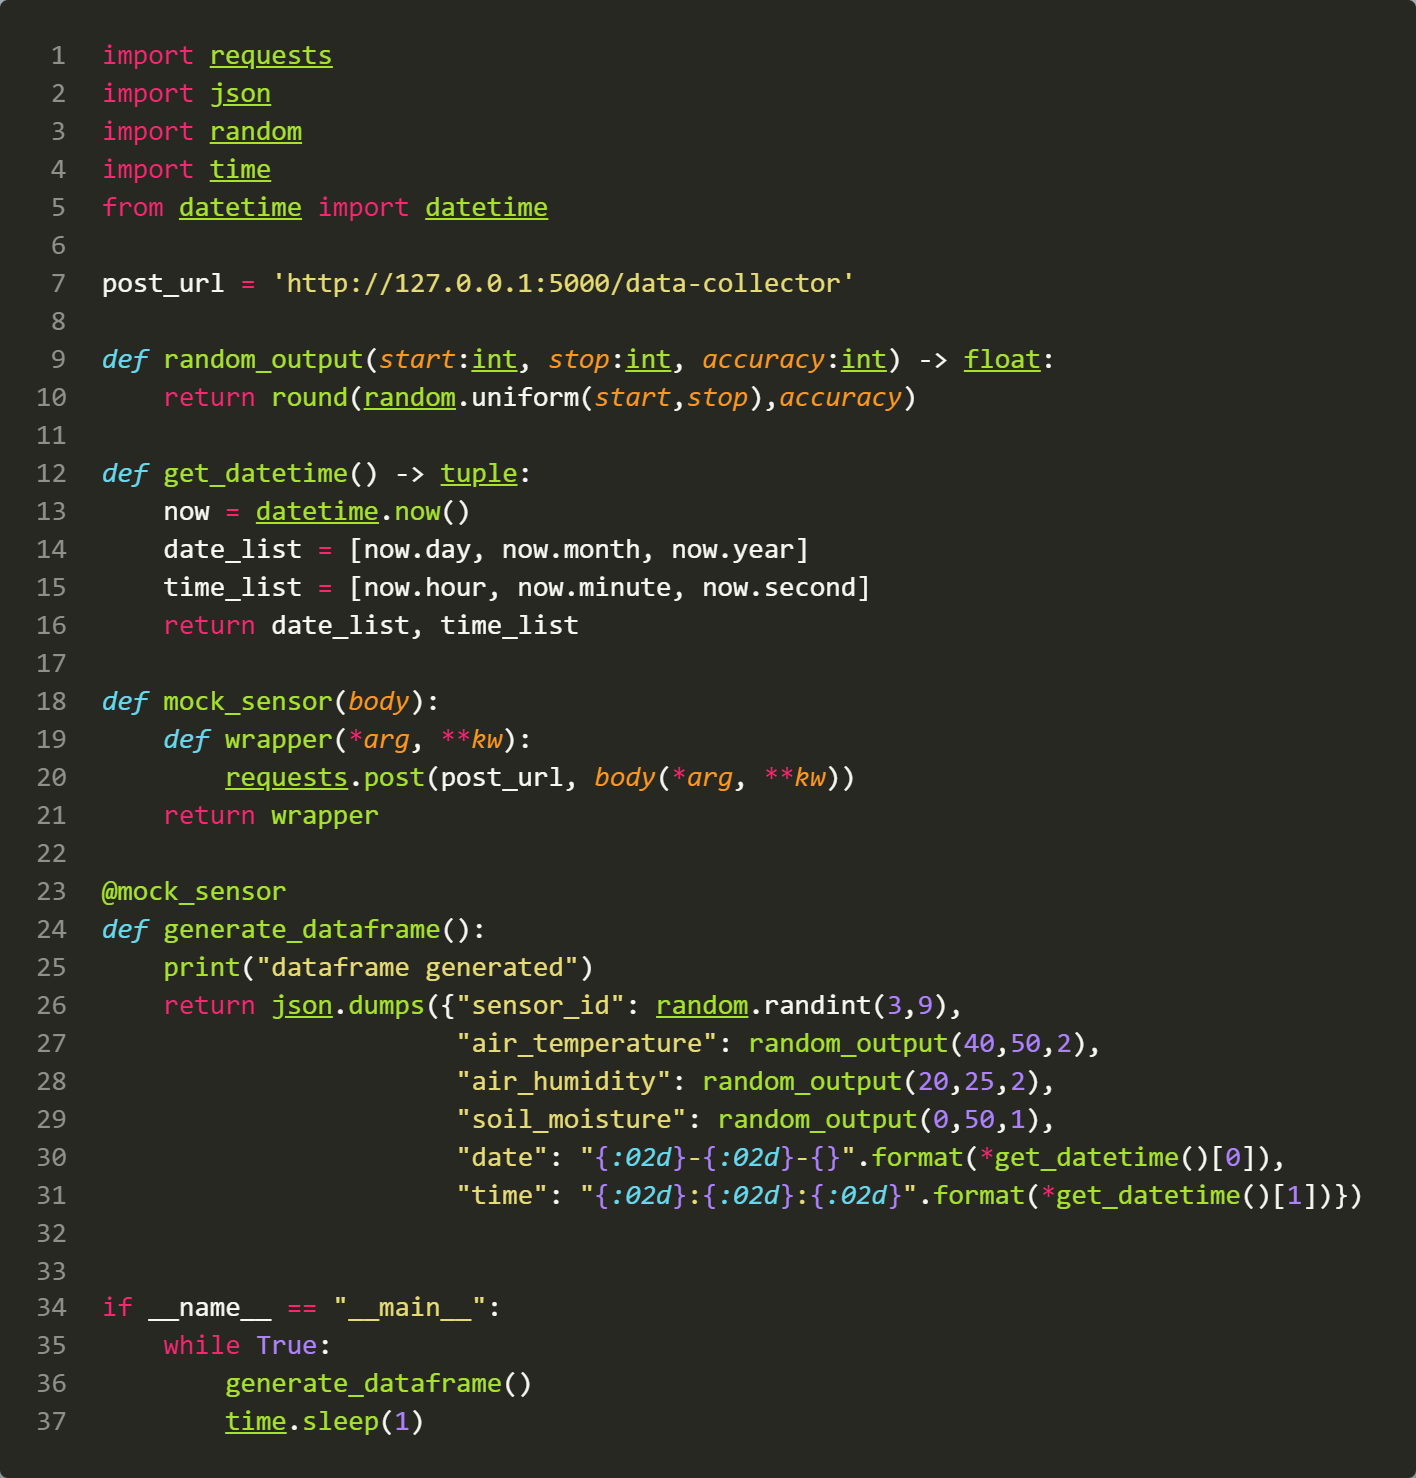 1 import requests
2 import json
3 import random
4 import time
5 from datetime import datetime
6
7 post_url = 'http://127.0.0.1:5000/data-collector'
8
9 def random_output(start:int, stop:int, accuracy:int) -> float:
10     return round(random.uniform(start,stop),accuracy)
11
12 def get_datetime() -> tuple:
13     now = datetime.now()
14     date_list = [now.day, now.month, now.year]
15     time_list = [now.hour, now.minute, now.second]
16     return date_list, time_list
17
18 def mock_sensor(body):
19     def wrapper(*arg, **kw):
20         requests.post(post_url, body(*arg, **kw))
21     return wrapper
22
23 @mock_sensor
24 def generate_dataframe():
25     print("dataframe generated")
26     return json.dumps({"sensor_id": random.randint(3,9),
27                        "air_temperature": random_output(40,50,2),
28                        "air_humidity": random_output(20,25,2),
29                        "soil_moisture": random_output(0,50,1),
30                        "date": "{:02d}-{:02d}-{}".format(*get_datetime()[0]),
31                        "time": "{:02d}:{:02d}:{:02d}".format(*get_datetime()[1])})
32
33
34 if __name__ == "__main__":
35     while True:
36         generate_dataframe()
37         time.sleep(1)